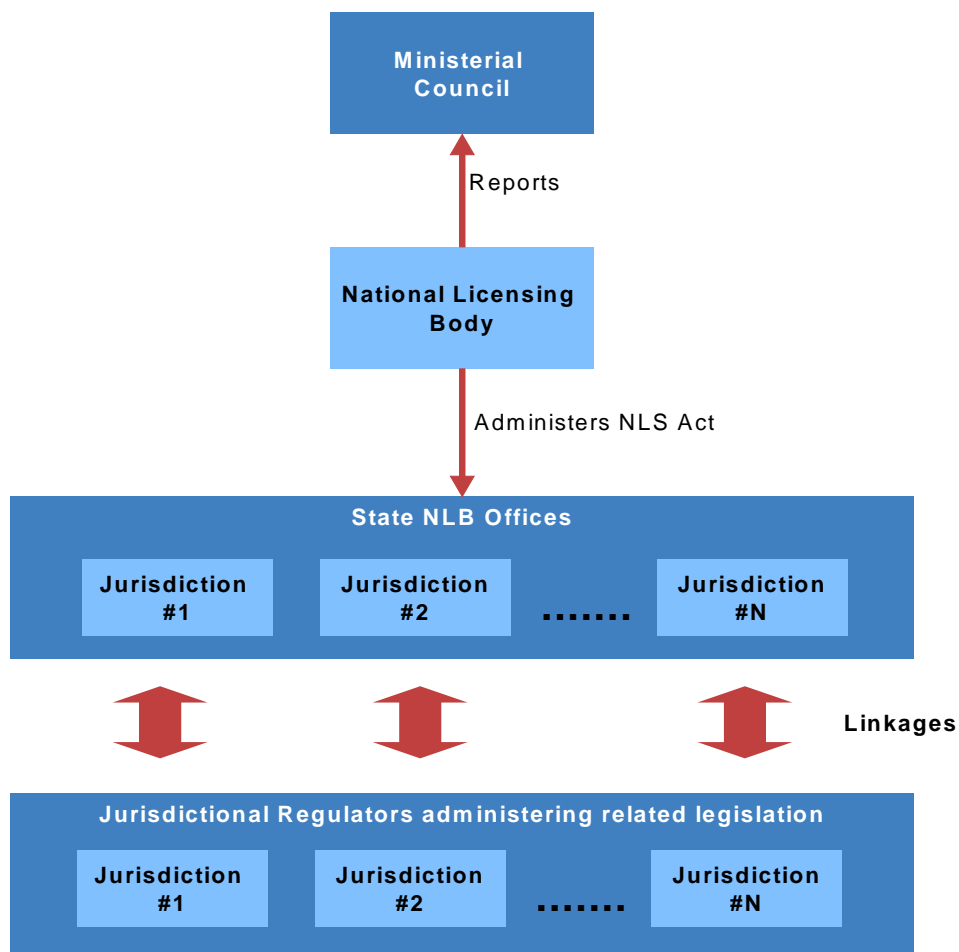 Ministerial
Council
Reports
National Licensing
Body
Administers NLS Act
State NLB Offices
Jurisdiction
#1
Jurisdiction
#2
.......
Jurisdiction
#N
Linkages
Jurisdictional Regulators administering related legislation
Jurisdiction
#1
Jurisdiction
#2
.......
Jurisdiction
#N